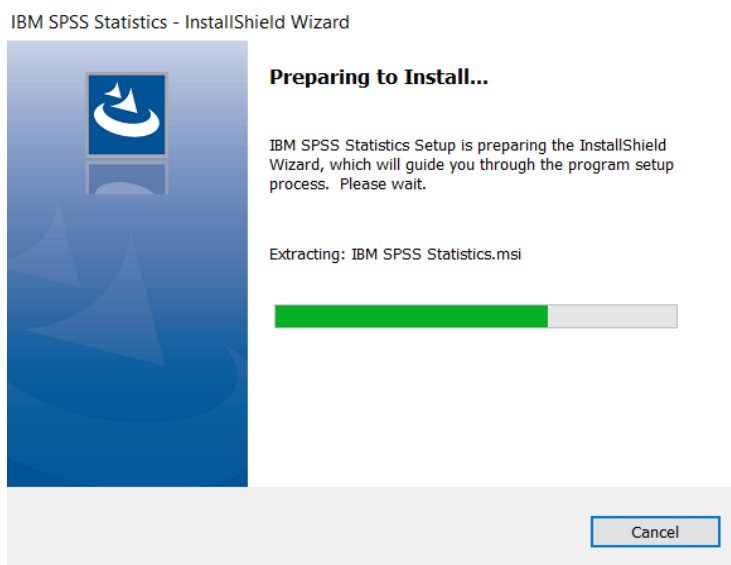 IBM SPSS Statistics - InstallShield Wizard
Preparing to Install...
IBM SPSS Statistics Setup is preparing the InstallShield
Wizard, which will guide you through the program setup
process.  Please wait.
Extracting: IBM SPSS Statistics.msi
Cancel